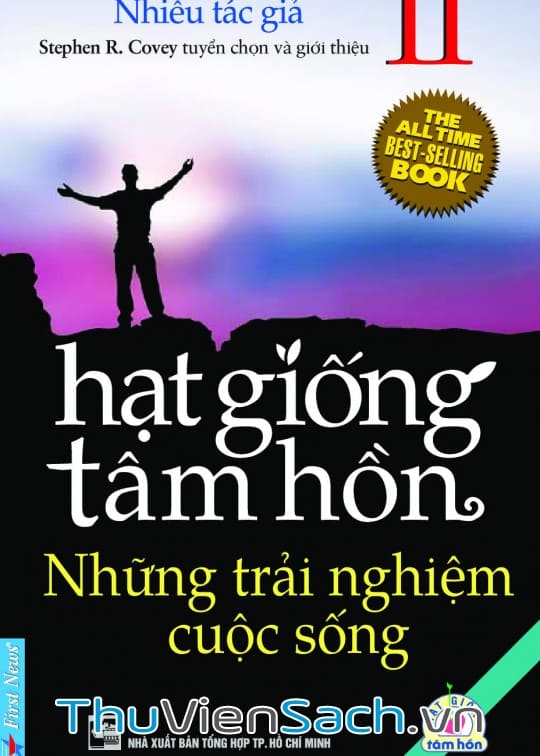 Nhiều tác giả
Stephen R. Covey tuyển chọn và giới thiệu
11
THE
ALL TIME
BEST-SELLING
BOOK
hạt giống
tâm hồn
Những trải nghiệm
cuộc sống
First News
ThuVienSach.vn
NHÀ XUẤT BẢN TỔNG HỢP TP. HỒ CHÍ MINH
tâm hồn